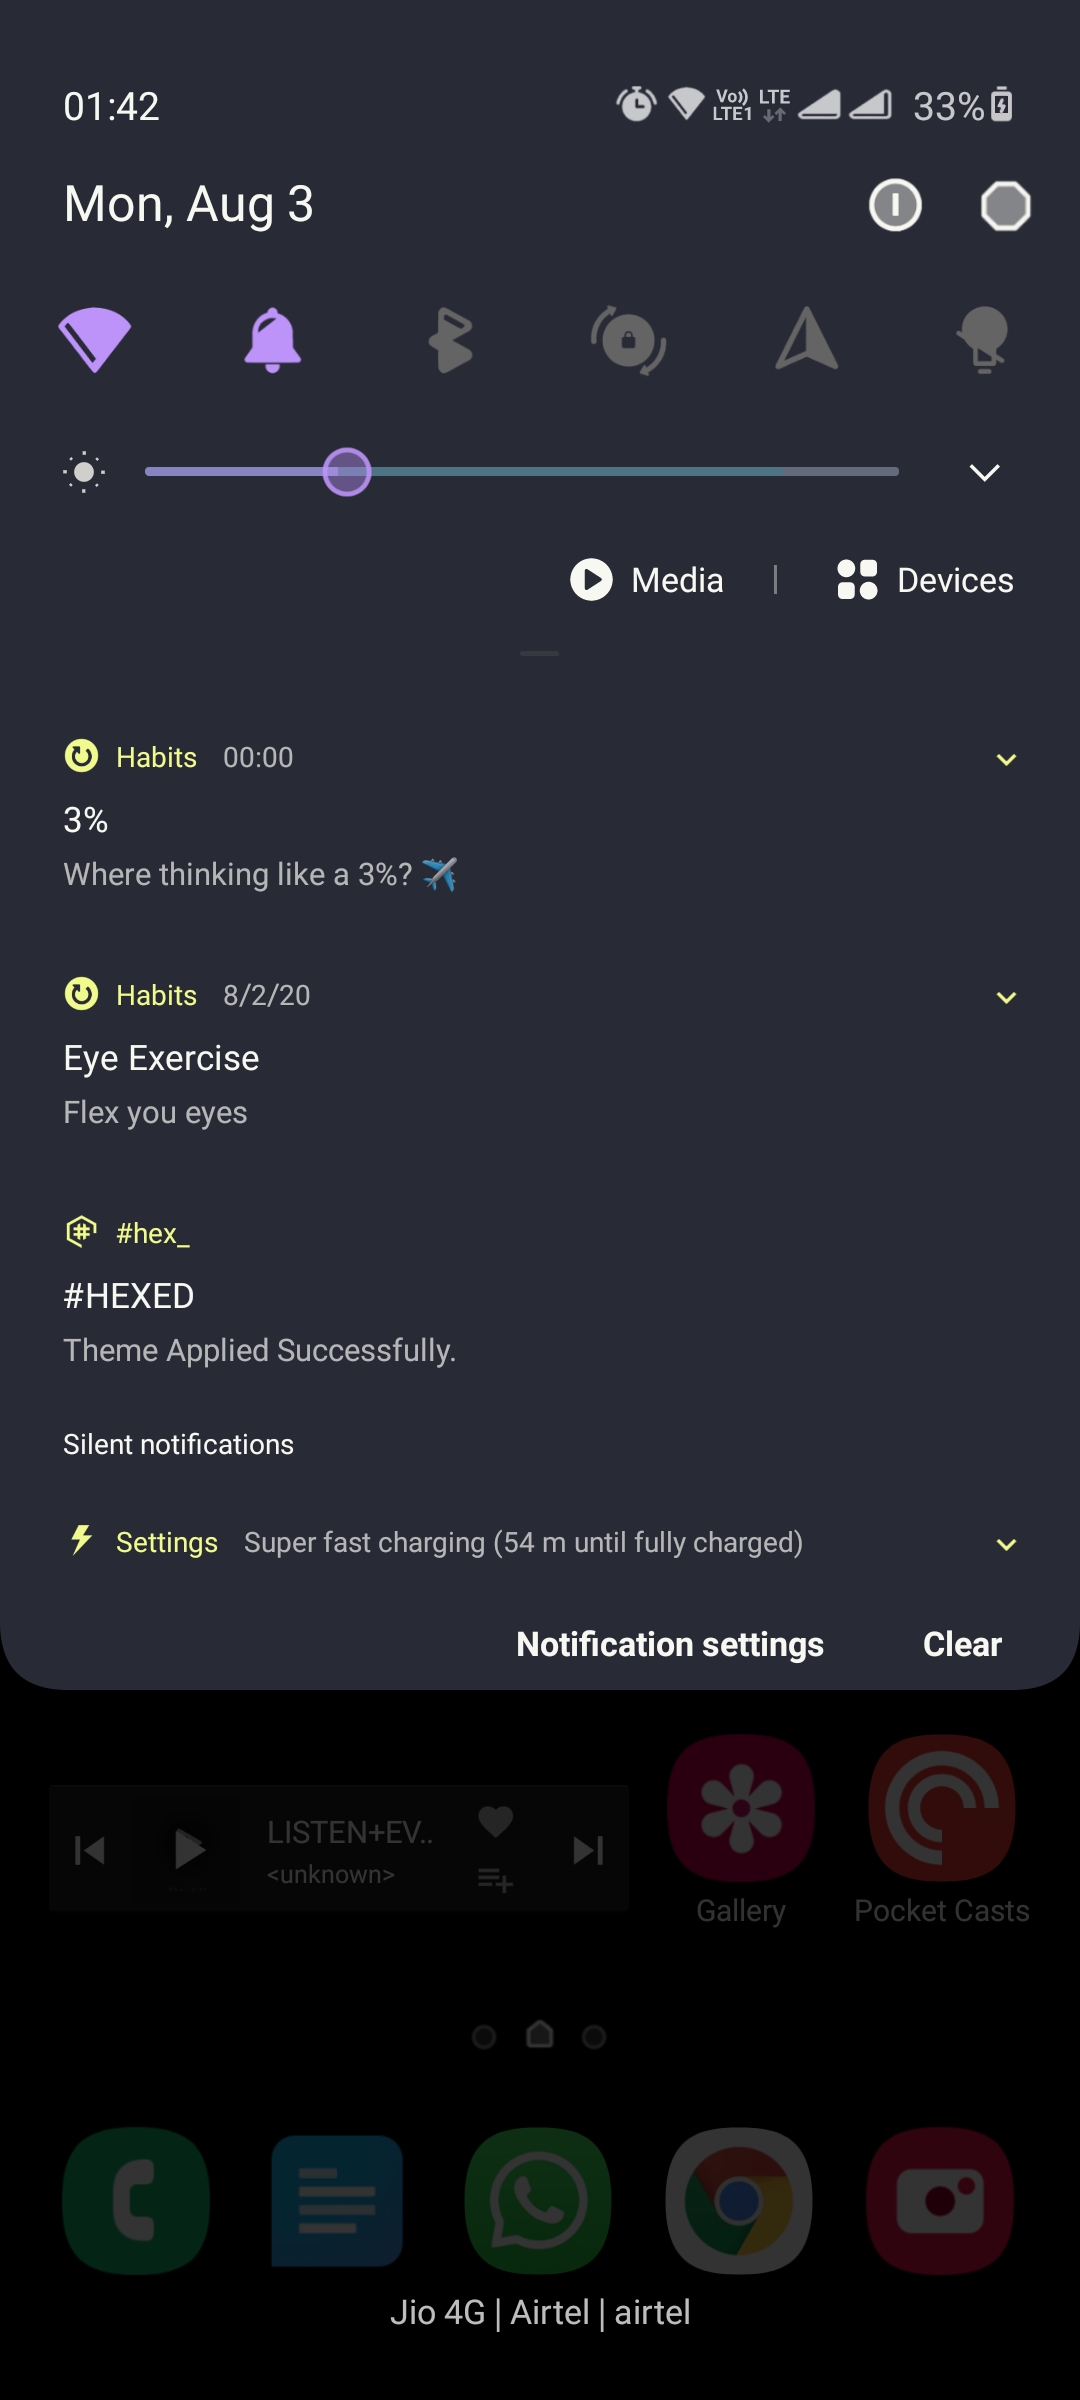 01:42
Vo)) LTE
LTE1
33%
Mon, Aug 3
Media | Devices
Habits 00:00
3%
Where thinking like a 3%? ✈️
Habits 8/2/20
Eye Exercise
Flex you eyes
#hex_
#HEXED
Theme Applied Successfully.
Silent notifications
Settings Super fast charging (54 m until fully charged)
Notification settings Clear
LISTEN+EV..
<unknown>
Gallery Pocket Casts
Jio 4G | Airtel | airtel